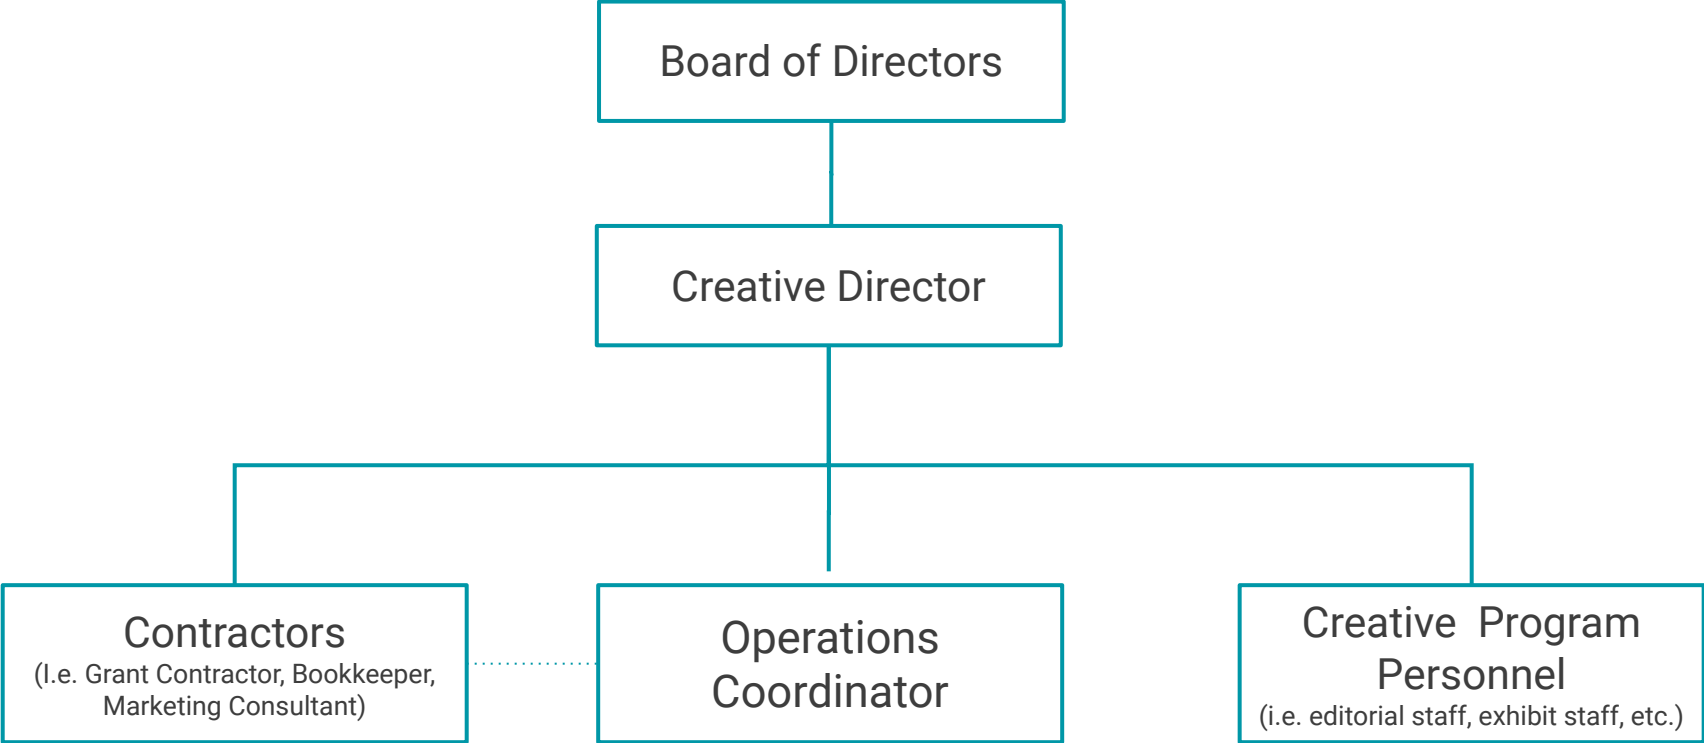 Board of Directors
Creative Director
Contractors
(I.e. Grant Contractor, Bookkeeper,
Marketing Consultant)
Operations
Coordinator
Creative  Program
Personnel
(i.e. editorial staff, exhibit staff, etc.)